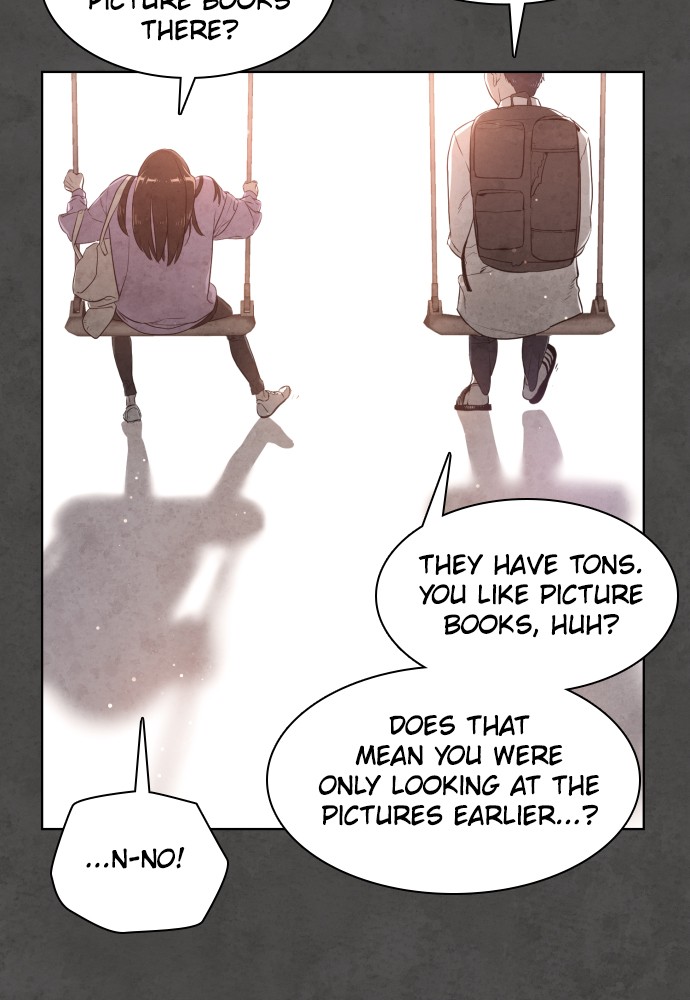 PICTURE BOOKS
THERE?
THEY HAVE TONS.
YOU LIKE PICTURE
BOOKS, HUH?
DOES THAT
MEAN YOU WERE
ONLY LOOKING AT THE
PICTURES EARLIER...?
...N-NO!